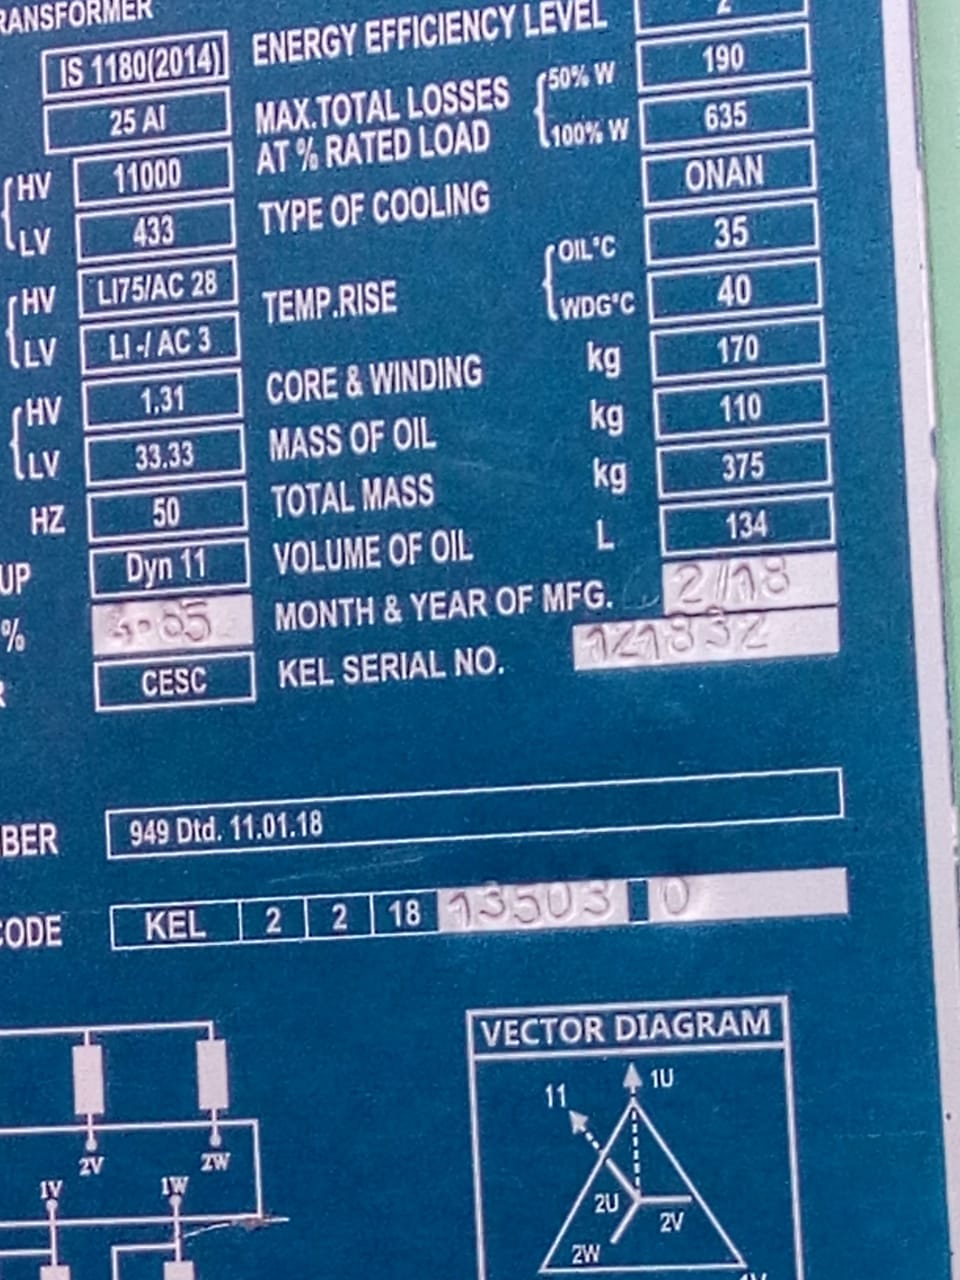 TRANSFORMER
IS 1180(2014)
ENERGY EFFICIENCY LEVEL 2
25 Al
MAX.TOTAL LOSSES AT % RATED LOAD
50% W 190
100% W 635
HV 11000
LV 433
TYPE OF COOLING ONAN
HV LI75/AC 28
LV LI -/ AC 3
TEMP.RISE
OIL°C 35
WDG°C 40
HV 1.31
LV 33.33
CORE & WINDING kg 170
MASS OF OIL kg 110
HZ 50
TOTAL MASS kg 375
UP Dyn 11
VOLUME OF OIL L 134
%
MONTH & YEAR OF MFG. 2/18
CESC
KEL SERIAL NO. 121832
BER 949 Dtd. 11.01.18
CODE KEL 2 2 18 13503 0
VECTOR DIAGRAM
11 1U
2U 2V
2W
2V 2W
1V 1W